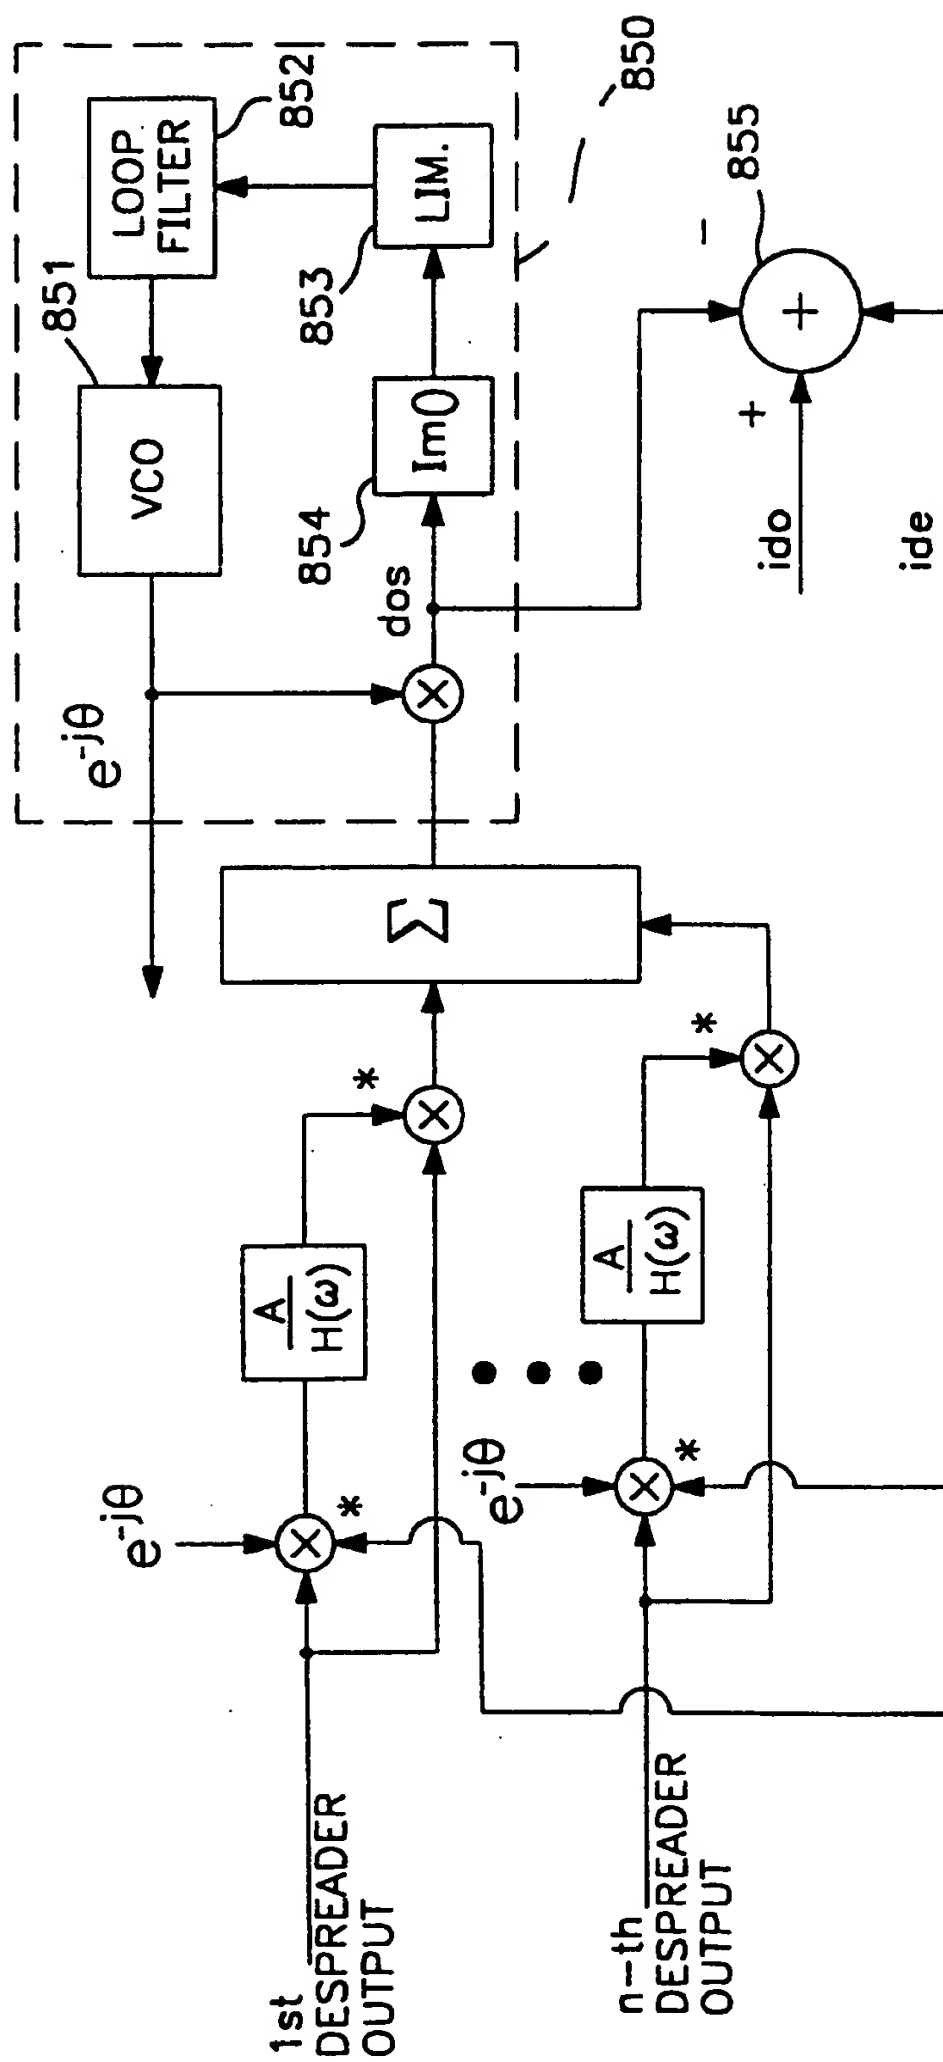 850
852
LOOP
FILTER
851
VCO
853
LIM.
854
Im()
dos
e^-jθ
855
-
+
+
ido
ide
Σ
*
A
H(ω)
e^-jθ
*
×
×
×
1st
DESPREADER
OUTPUT
*
A
H(ω)
e^-jθ
*
×
×
n-th
DESPREADER
OUTPUT